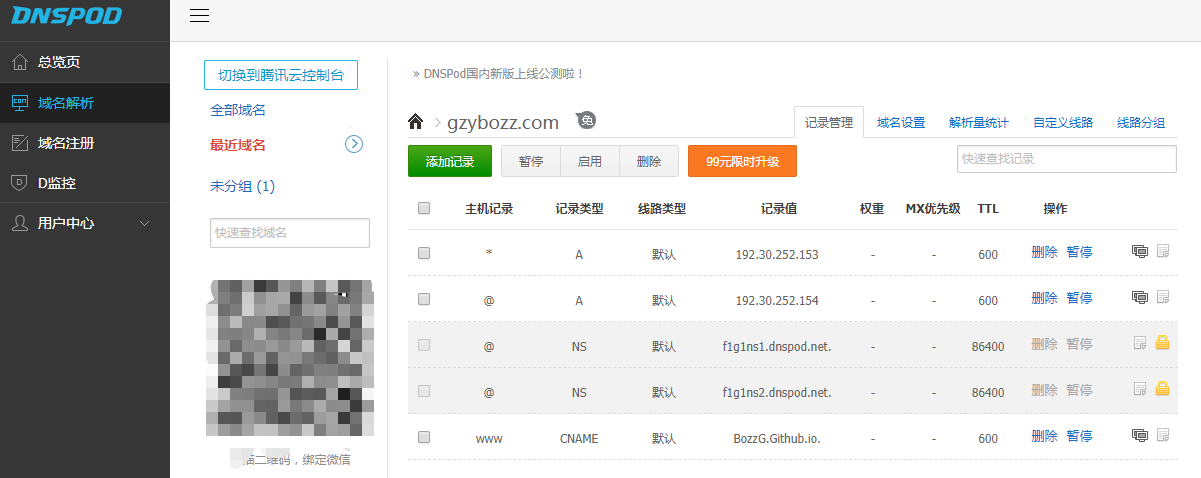 DNSPOD
总览页
域名解析
域名注册
D监控
用户中心
切换到腾讯云控制台
全部域名
最近域名
未分组 (1)
快速查找域名
描二维码，绑定微信
» DNSPod国内新版上线公测啦！
gzybozz.com 免
记录管理 域名设置 解析量统计 自定义线路 线路分组
添加记录 暂停 启用 删除 99元限时升级 快速查找记录
主机记录 记录类型 线路类型 记录值 权重 MX优先级 TTL 操作
* A 默认 192.30.252.153 - - 600 删除 暂停
@ A 默认 192.30.252.154 - - 600 删除 暂停
@ NS 默认 f1g1ns1.dnspod.net. - - 86400 删除 暂停
@ NS 默认 f1g1ns2.dnspod.net. - - 86400 删除 暂停
www CNAME 默认 BozzG.Github.io. - - 600 删除 暂停